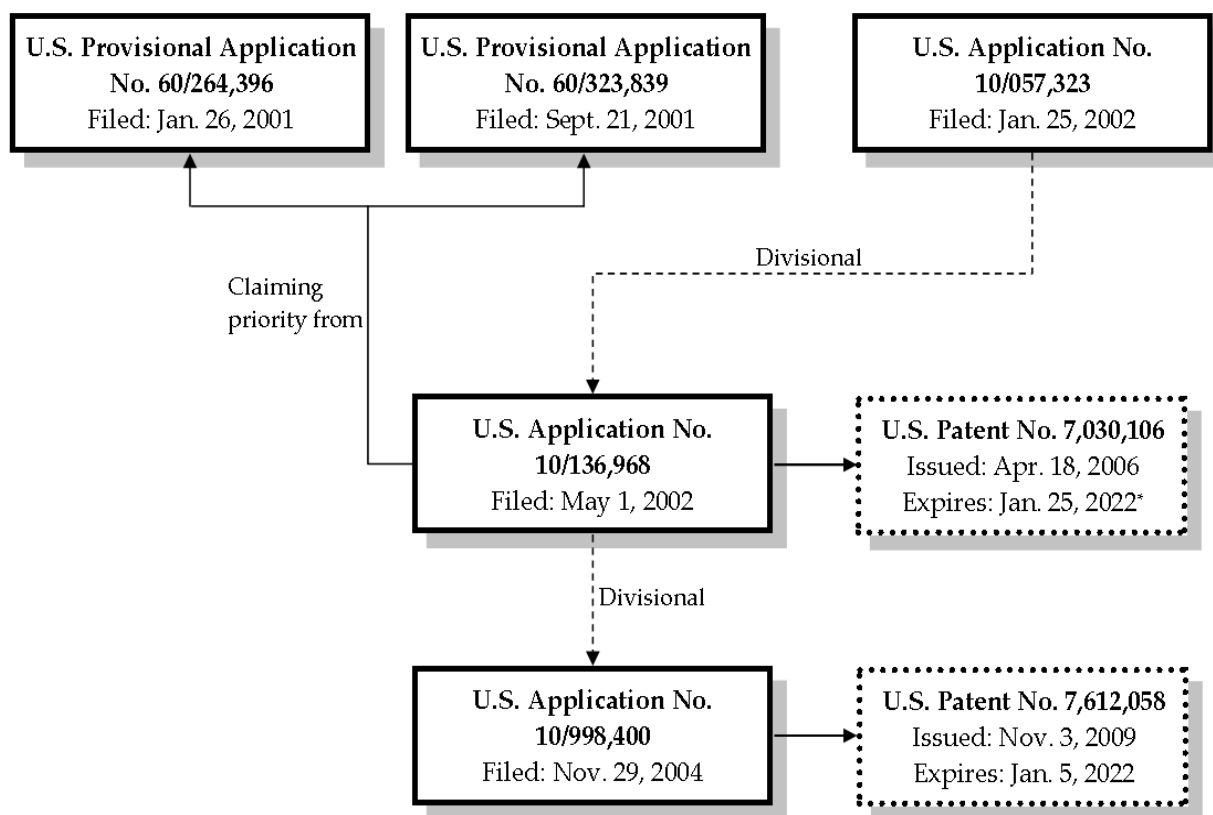 U.S. Provisional Application
No. 60/264,396
Filed: Jan. 26, 2001
U.S. Provisional Application
No. 60/323,839
Filed: Sept. 21, 2001
U.S. Application No.
10/057,323
Filed: Jan. 25, 2002
Divisional
Claiming
priority from
U.S. Application No.
10/136,968
Filed: May 1, 2002
U.S. Patent No. 7,030,106
Issued: Apr. 18, 2006
Expires: Jan. 25, 2022*
Divisional
U.S. Application No.
10/998,400
Filed: Nov. 29, 2004
U.S. Patent No. 7,612,058
Issued: Nov. 3, 2009
Expires: Jan. 5, 2022